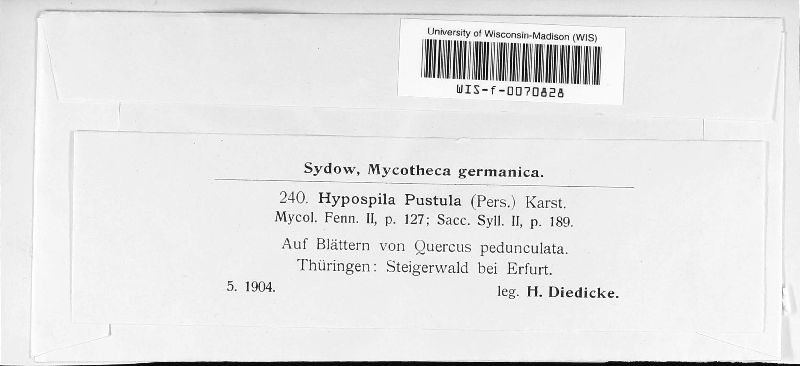 University of Wisconsin-Madison (WIS)
WIS-f-0070828
Sydow, Mycotheca germanica.
240. Hypospila Pustula (Pers.) Karst.
Mycol. Fenn. II, p. 127; Sacc. Syll. II, p. 189.
Auf Blättern von Quercus pedunculata.
Thüringen: Steigerwald bei Erfurt.
5. 1904. leg. H. Diedicke.